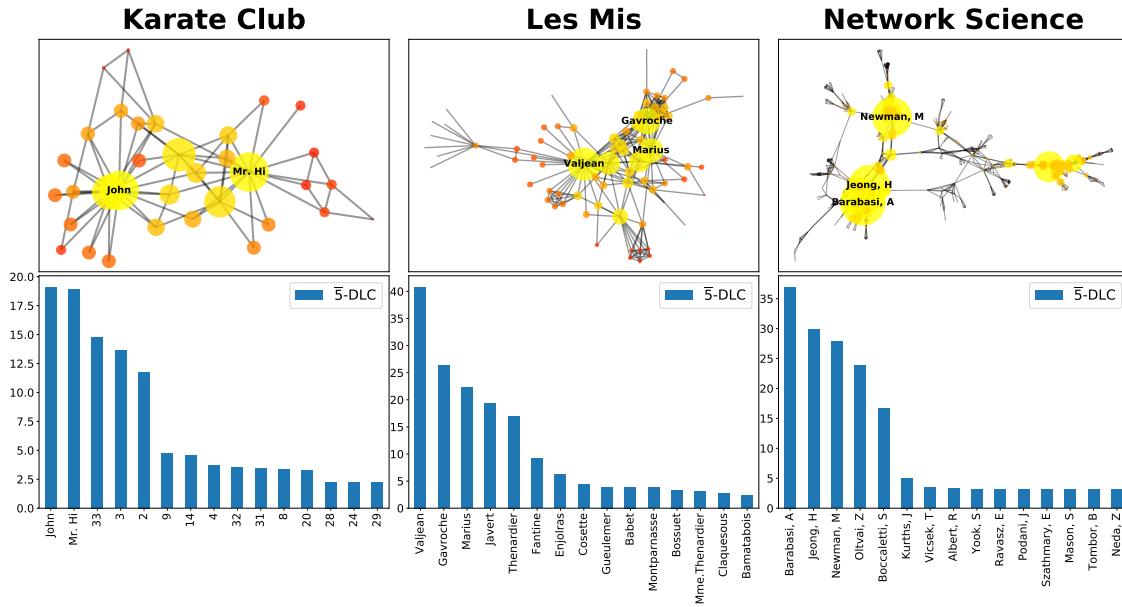 Karate Club
John
Mr. Hi
20.0
17.5
15.0
12.5
10.0
7.5
5.0
2.5
0.0
5̅-DLC
John
Mr. Hi
33
3
2
9
14
4
32
31
8
20
28
24
29
Les Mis
Gavroche
Marius
Valjean
40
35
30
25
20
15
10
5
0
5̅-DLC
Valjean
Gavroche
Marius
Javert
Thenardier
Fantine
Enjolras
Cosette
Gueulemer
Babet
Montparnasse
Bossuet
Mme.Thenardier
Claquesous
Bamatabois
Network Science
Newman, M
Jeong, H
Barabasi, A
35
30
25
20
15
10
5
0
5̅-DLC
Barabasi, A
Jeong, H
Newman, M
Oltvai, Z
Boccaletti, S
Kurths, J
Vicsek, T
Albert, R
Yook, S
Ravasz, E
Podani, J
Szathmary, E
Mason, S
Tombor, B
Neda, Z